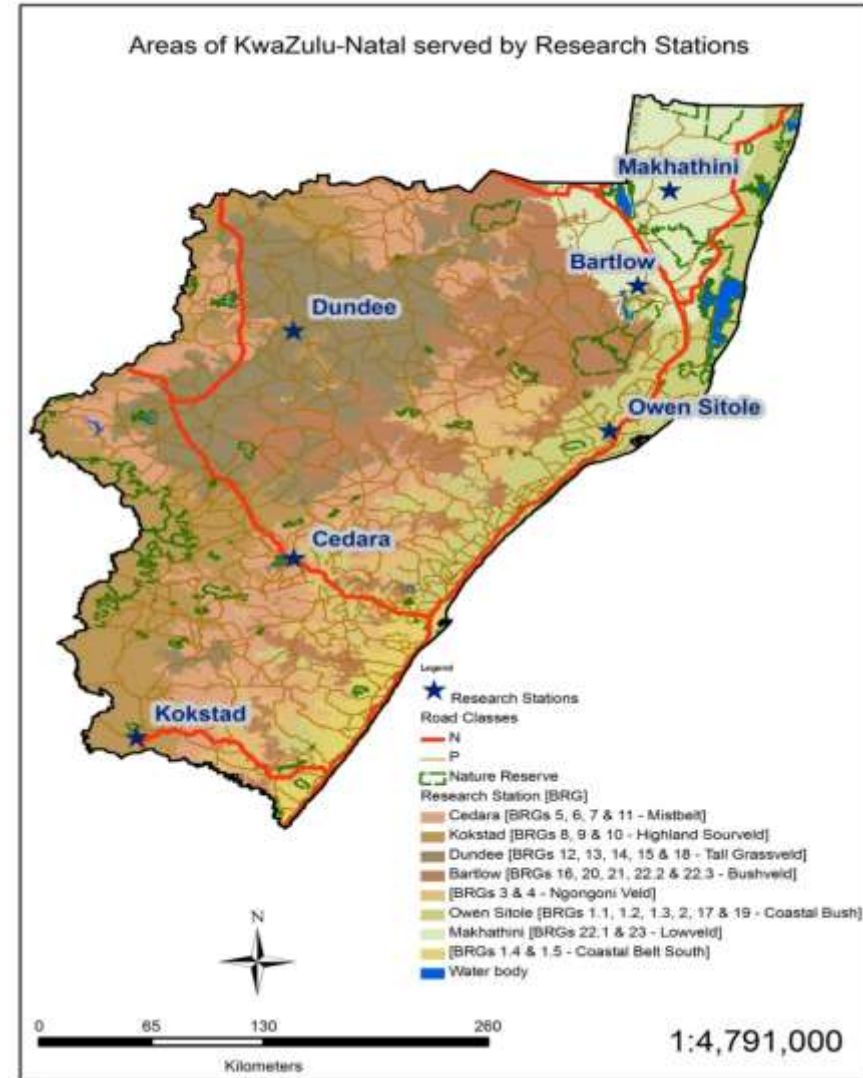 Areas of KwaZulu-Natal served by Research Stations
Makhathini
Bartlow
Dundee
Owen Sitole
Cedara
Kokstad
Legend
Research Stations
Road Classes
N
P
Nature Reserve
Research Station [BRG]
Cedara [BRGs 5, 6, 7 & 11 - Mistbelt]
Kokstad [BRGs 8, 9 & 10 - Highland Sourveld]
Dundee [BRGs 12, 13, 14, 15 & 18 - Tall Grassveld]
Bartlow [BRGs 16, 20, 21, 22.2 & 22.3 - Bushveld]
[BRGs 3 & 4 - Ngongoni Veld]
Owen Sitole [BRGs 1.1, 1.2, 1.3, 2, 17 & 19 - Coastal Bush]
Makhathini [BRGs 22.1 & 23 - Lowveld]
[BRGs 1.4 & 1.5 - Coastal Belt South]
Water body
N
0 65 130 260
Kilometers
1:4,791,000